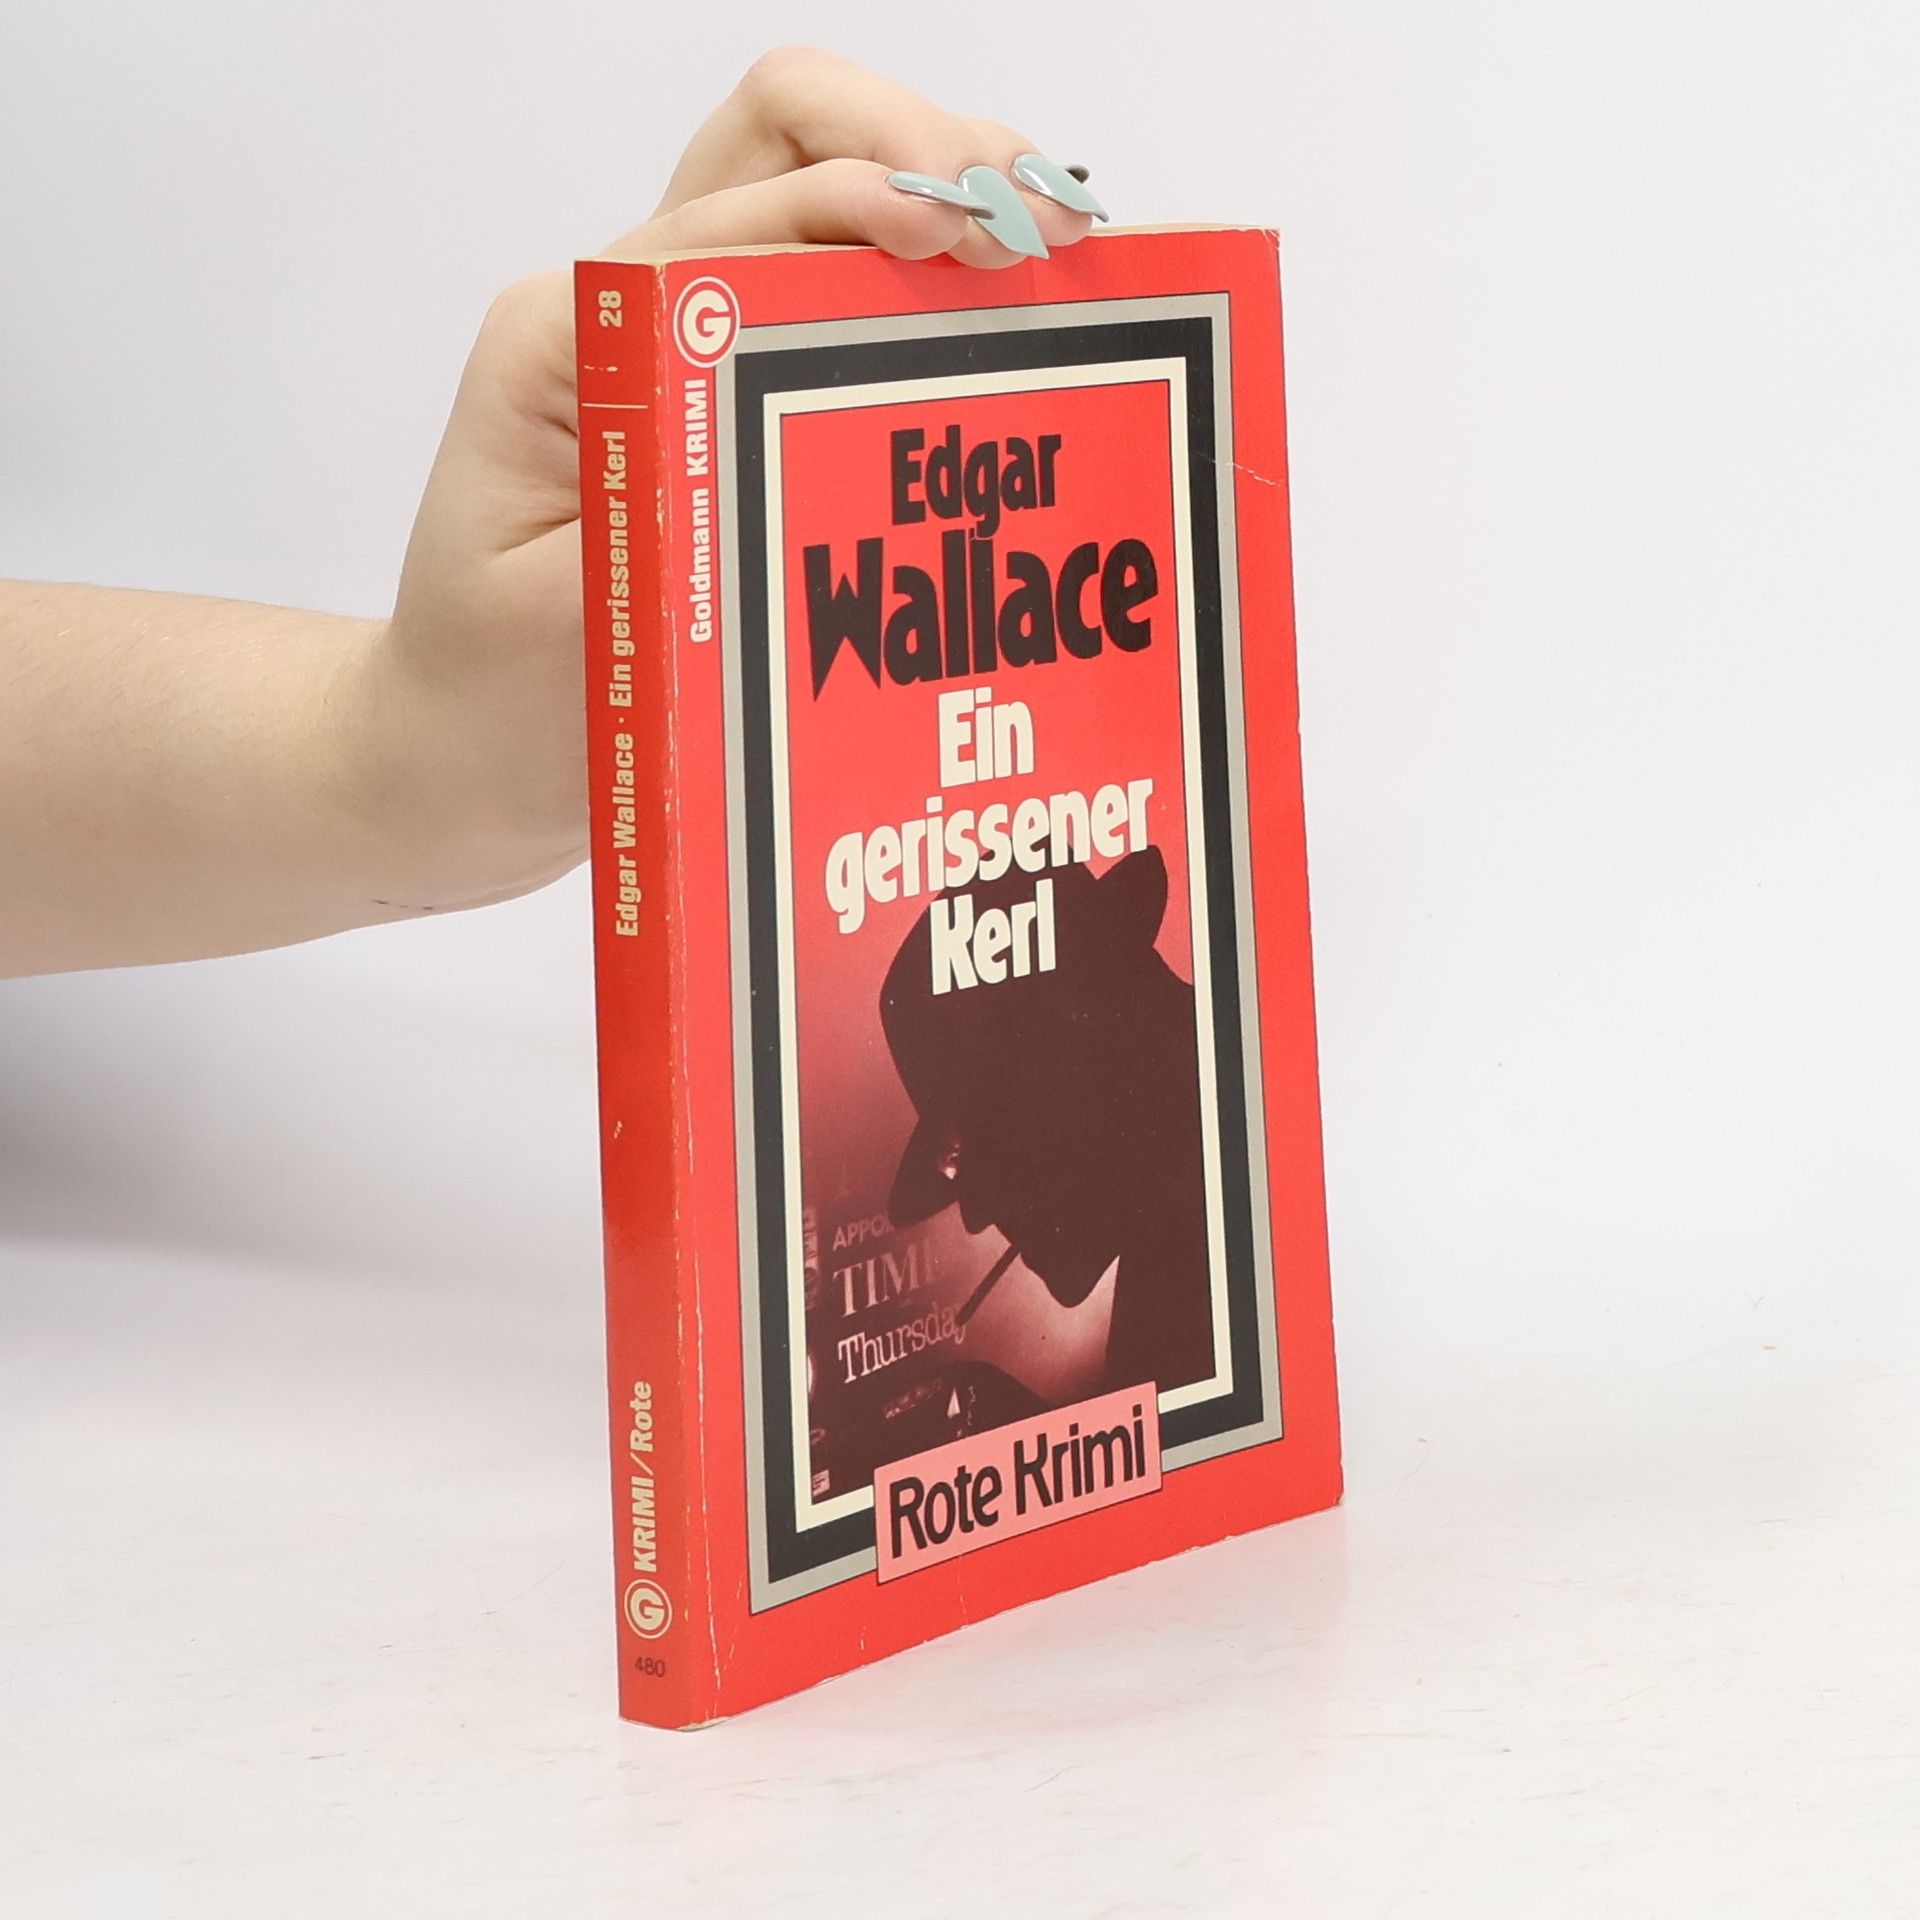 28
Edgar Wallace · Ein gerissener Kerl
G KRIMI/Rote
480
G
Goldmann KRIMI
Edgar
Wallace
Ein
gerissener
Kerl
TIM
Thursday
Rote Krimi